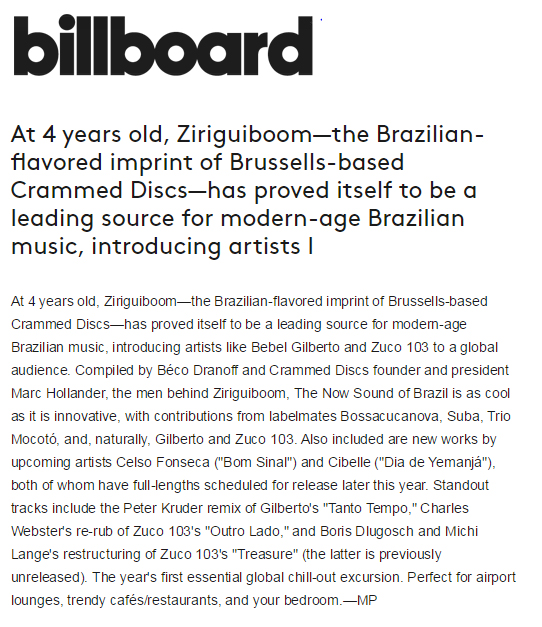 billboard
At 4 years old, Ziriguiboom—the Brazilian-
flavored imprint of Brussells-based
Crammed Discs—has proved itself to be a
leading source for modern-age Brazilian
music, introducing artists l
At 4 years old, Ziriguiboom—the Brazilian-flavored imprint of Brussells-based
Crammed Discs—has proved itself to be a leading source for modern-age
Brazilian music, introducing artists like Bebel Gilberto and Zuco 103 to a global
audience. Compiled by Béco Dranoff and Crammed Discs founder and president
Marc Hollander, the men behind Ziriguiboom, The Now Sound of Brazil is as cool
as it is innovative, with contributions from labelmates Bossacucanova, Suba, Trio
Mocotó, and, naturally, Gilberto and Zuco 103. Also included are new works by
upcoming artists Celso Fonseca ("Bom Sinal") and Cibelle ("Dia de Yemanjá"),
both of whom have full-lengths scheduled for release later this year. Standout
tracks include the Peter Kruder remix of Gilberto's "Tanto Tempo," Charles
Webster's re-rub of Zuco 103's "Outro Lado," and Boris Dlugosch and Michi
Lange's restructuring of Zuco 103's "Treasure" (the latter is previously
unreleased). The year's first essential global chill-out excursion. Perfect for airport
lounges, trendy cafés/restaurants, and your bedroom.—MP